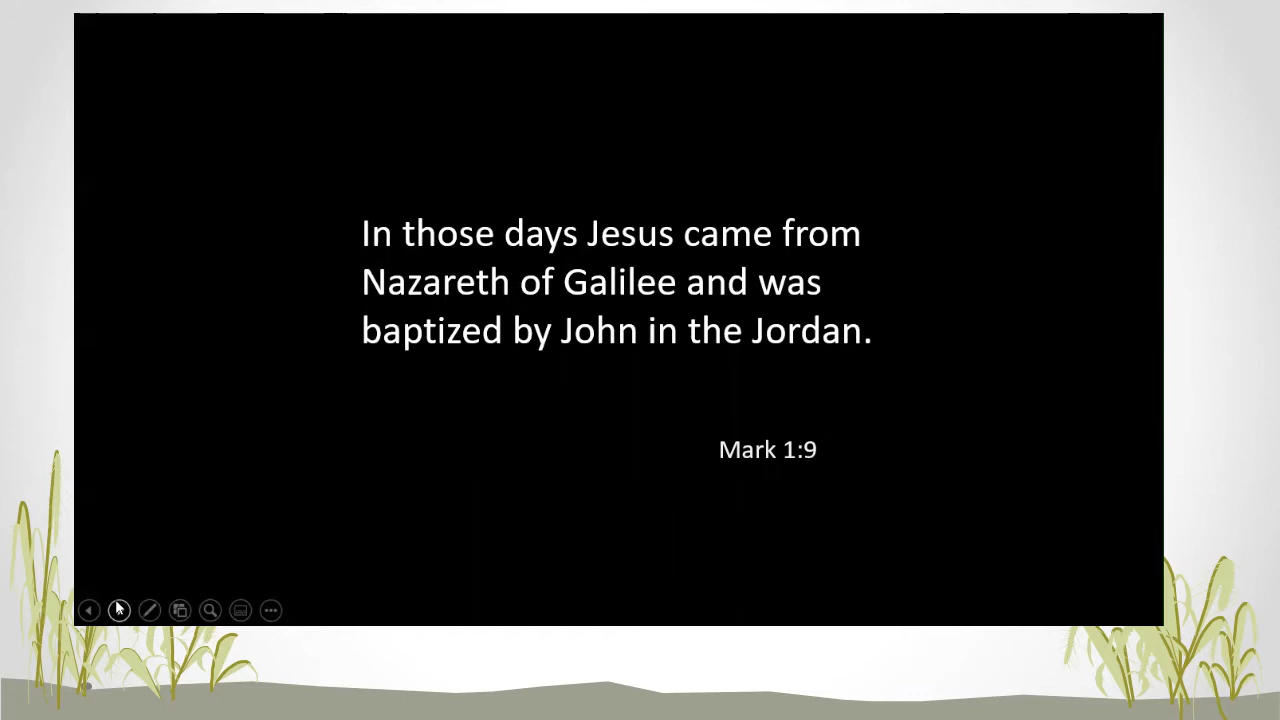 In those days Jesus came from
Nazareth of Galilee and was
baptized by John in the Jordan.
Mark 1:9